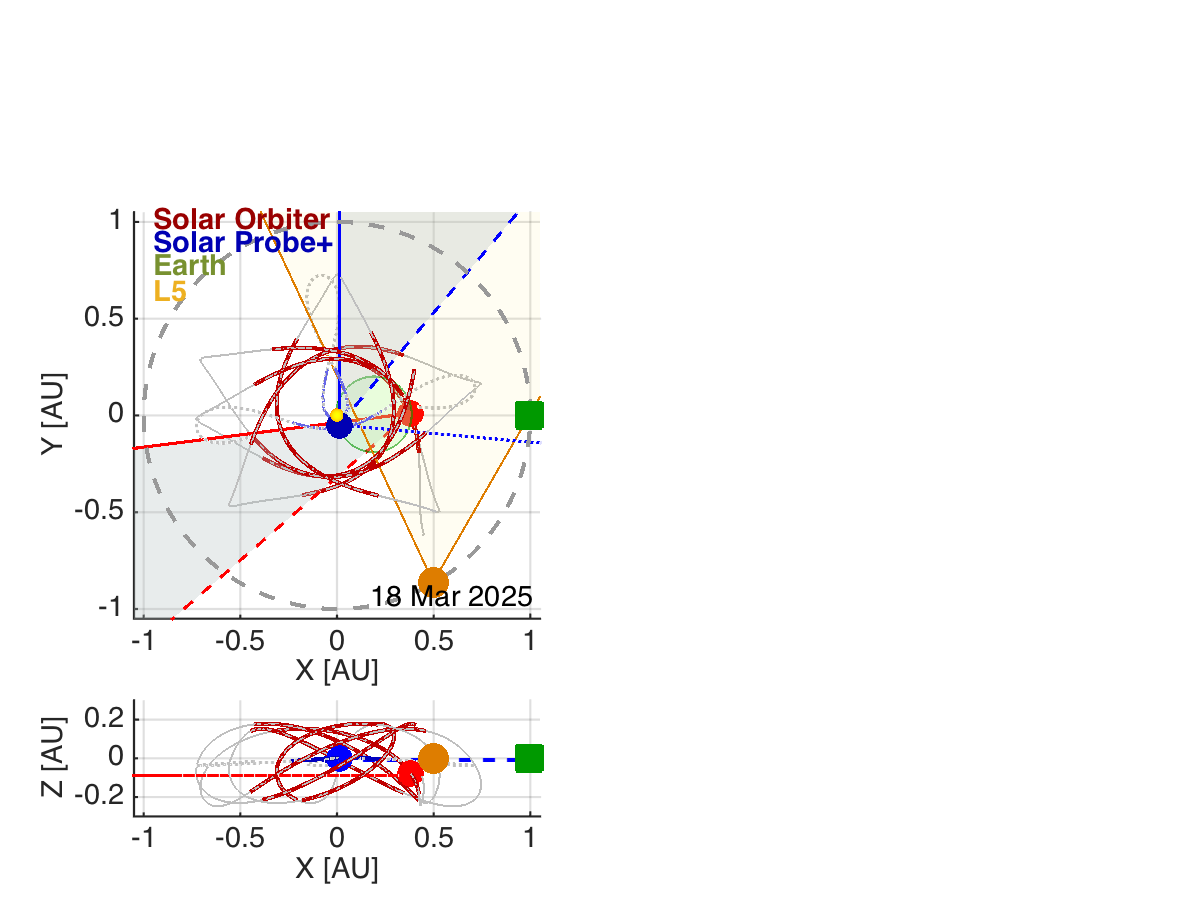 Solar Orbiter
Solar Probe+
Earth
L5
1
0.5
0
-0.5
-1
Y [AU]
18 Mar 2025
-1 -0.5 0 0.5 1
X [AU]
0.2
0
-0.2
Z [AU]
-1 -0.5 0 0.5 1
X [AU]